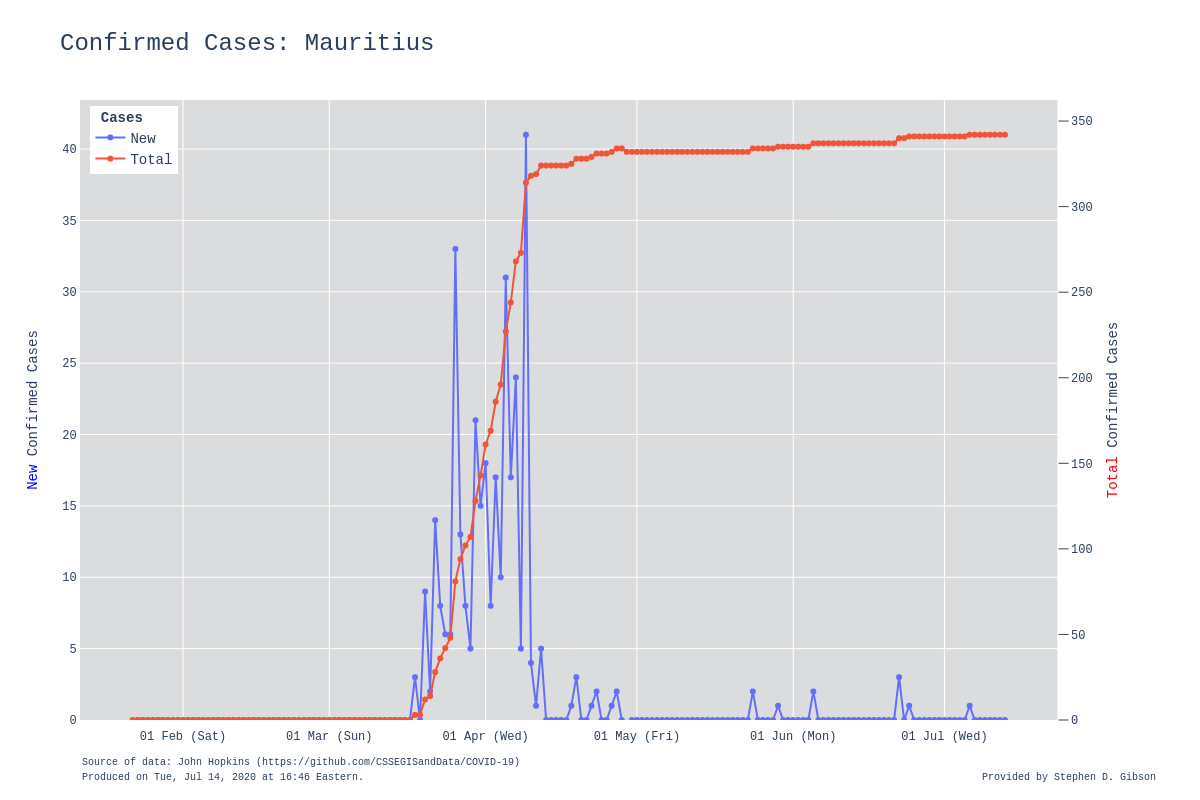 Confirmed Cases: Mauritius
Cases
New
Total
40
35
30
25
20
15
10
5
0
350
300
250
200
150
100
50
0
New Confirmed Cases
Total Confirmed Cases
01 Feb (Sat)
01 Mar (Sun)
01 Apr (Wed)
01 May (Fri)
01 Jun (Mon)
01 Jul (Wed)
Source of data: John Hopkins (https://github.com/CSSEGISandData/COVID-19)
Produced on Tue, Jul 14, 2020 at 16:46 Eastern.
Provided by Stephen D. Gibson